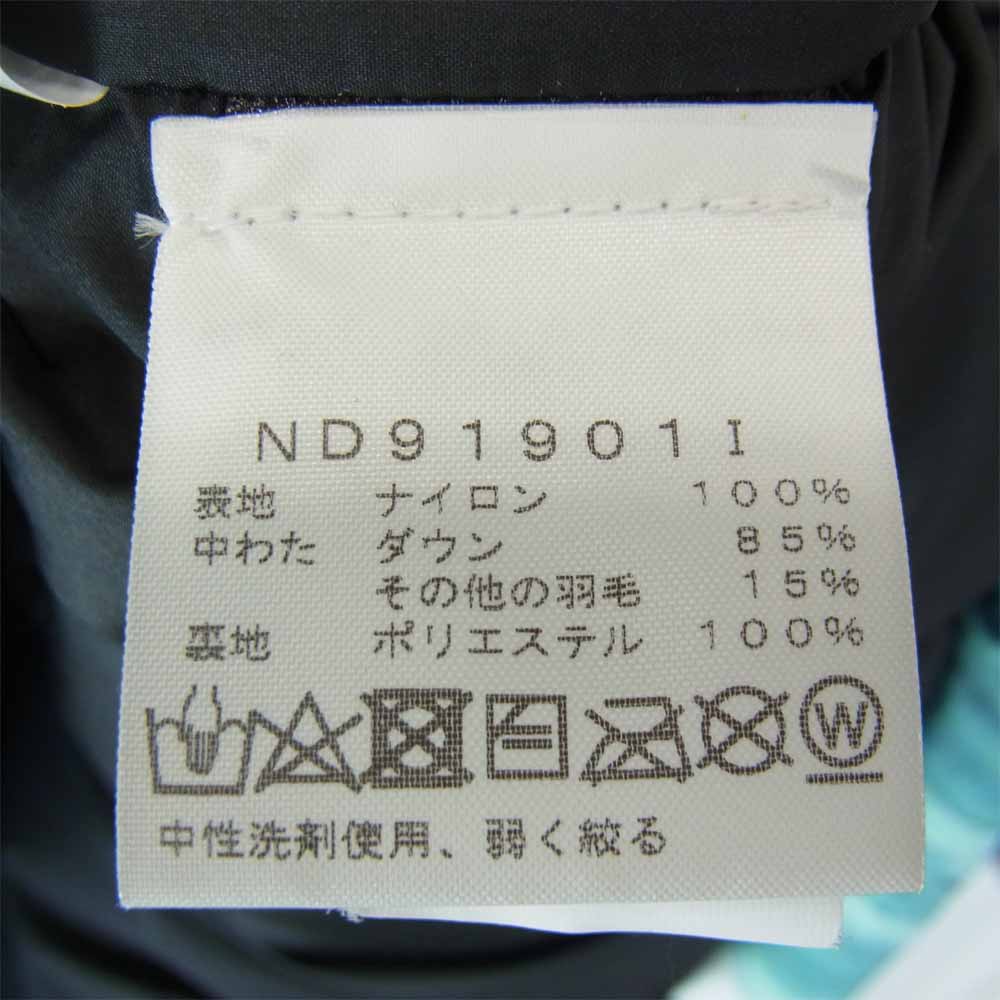 ND91901I
表地 ナイロン 100%
中わた ダウン 85%
その他の羽毛 15%
裏地 ポリエステル 100%
W
中性洗剤使用、弱く絞る